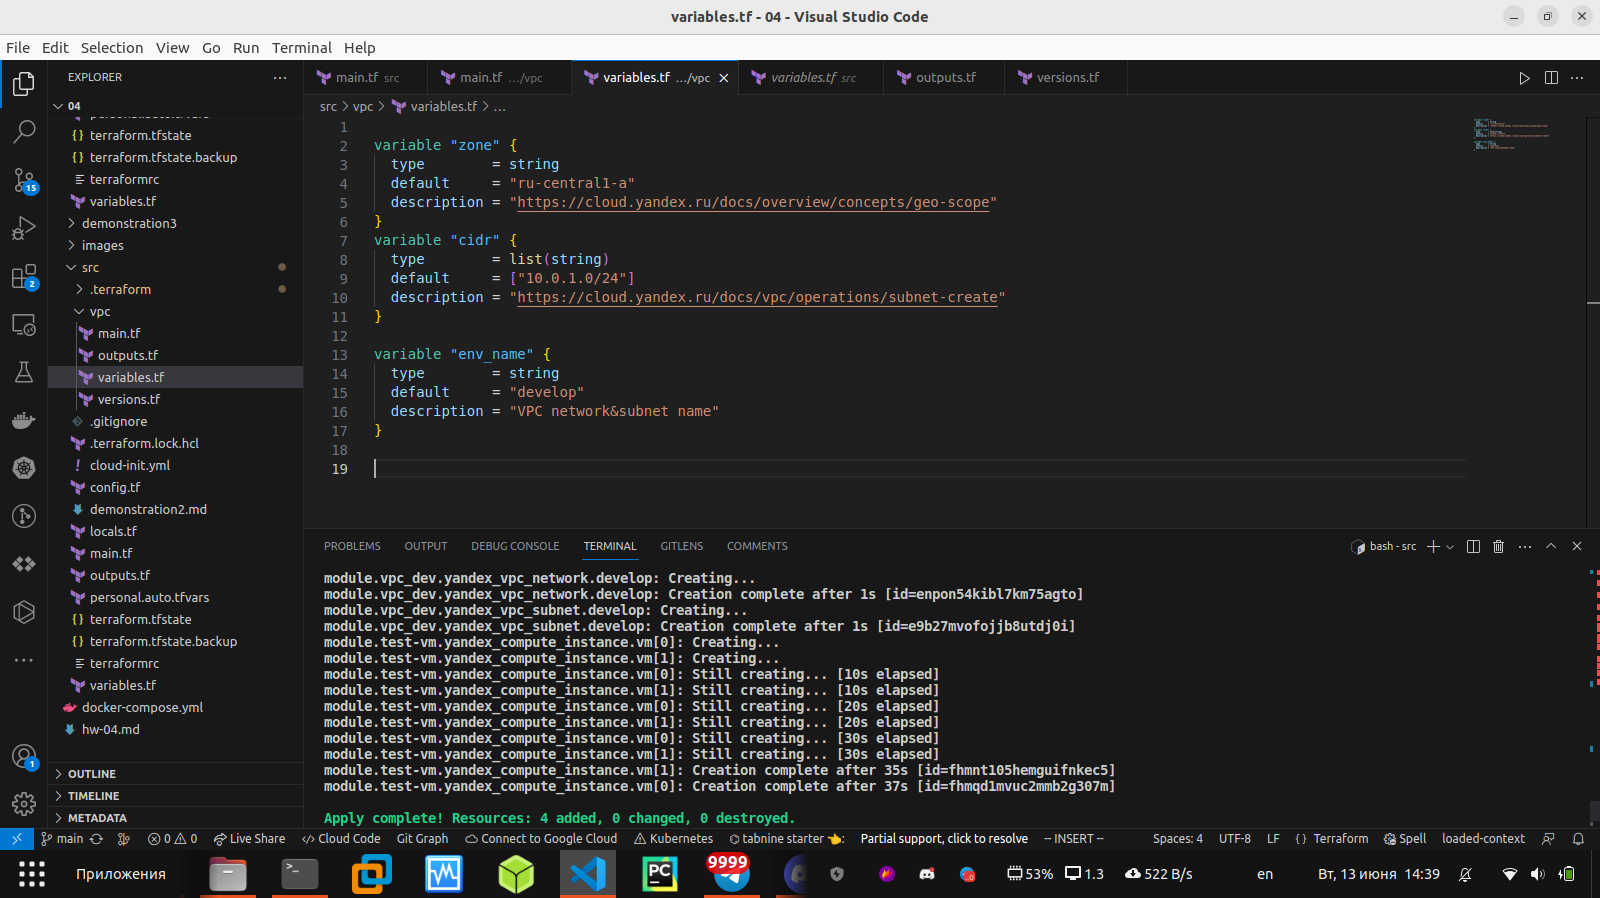 variables.tf - 04 - Visual Studio Code
File Edit Selection View Go Run Terminal Help
EXPLORER
main.tf src
main.tf .../vpc
variables.tf .../vpc
variables.tf src
outputs.tf
versions.tf
src > vpc > variables.tf > ...
04
terraform.tfstate
terraform.tfstate.backup
terraformrc
variables.tf
demonstration3
images
src
.terraform
vpc
main.tf
outputs.tf
variables.tf
versions.tf
.gitignore
.terraform.lock.hcl
cloud-init.yml
config.tf
demonstration2.md
locals.tf
main.tf
outputs.tf
personal.auto.tfvars
terraform.tfstate
terraform.tfstate.backup
terraformrc
variables.tf
docker-compose.yml
hw-04.md
OUTLINE
TIMELINE
METADATA
15
2
1
1
2 variable "zone" {
3 type = string
4 default = "ru-central1-a"
5 description = "https://cloud.yandex.ru/docs/overview/concepts/geo-scope"
6 }
7 variable "cidr" {
8 type = list(string)
9 default = ["10.0.1.0/24"]
10 description = "https://cloud.yandex.ru/docs/vpc/operations/subnet-create"
11 }
12
13 variable "env_name" {
14 type = string
15 default = "develop"
16 description = "VPC network&subnet name"
17 }
18
19
PROBLEMS OUTPUT DEBUG CONSOLE TERMINAL GITLENS COMMENTS
bash - src
module.vpc_dev.yandex_vpc_network.develop: Creating...
module.vpc_dev.yandex_vpc_network.develop: Creation complete after 1s [id=enpon54kibl7km75agto]
module.vpc_dev.yandex_vpc_subnet.develop: Creating...
module.vpc_dev.yandex_vpc_subnet.develop: Creation complete after 1s [id=e9b27mvofojjb8utdj0i]
module.test-vm.yandex_compute_instance.vm[0]: Creating...
module.test-vm.yandex_compute_instance.vm[1]: Creating...
module.test-vm.yandex_compute_instance.vm[0]: Still creating... [10s elapsed]
module.test-vm.yandex_compute_instance.vm[1]: Still creating... [10s elapsed]
module.test-vm.yandex_compute_instance.vm[0]: Still creating... [20s elapsed]
module.test-vm.yandex_compute_instance.vm[1]: Still creating... [20s elapsed]
module.test-vm.yandex_compute_instance.vm[0]: Still creating... [30s elapsed]
module.test-vm.yandex_compute_instance.vm[1]: Still creating... [30s elapsed]
module.test-vm.yandex_compute_instance.vm[1]: Creation complete after 35s [id=fhmnt105hemguifnkec5]
module.test-vm.yandex_compute_instance.vm[0]: Creation complete after 37s [id=fhmqd1mvuc2mmb2g307m]
Apply complete! Resources: 4 added, 0 changed, 0 destroyed.
main 0 0 Live Share Cloud Code Git Graph Connect to Google Cloud Kubernetes tabnine starter Partial support, click to resolve -- INSERT -- Spaces: 4 UTF-8 LF { } Terraform Spell loaded-context
Приложения
PC
9999
53% 1.3 522 B/s en Вт, 13 июня 14:39